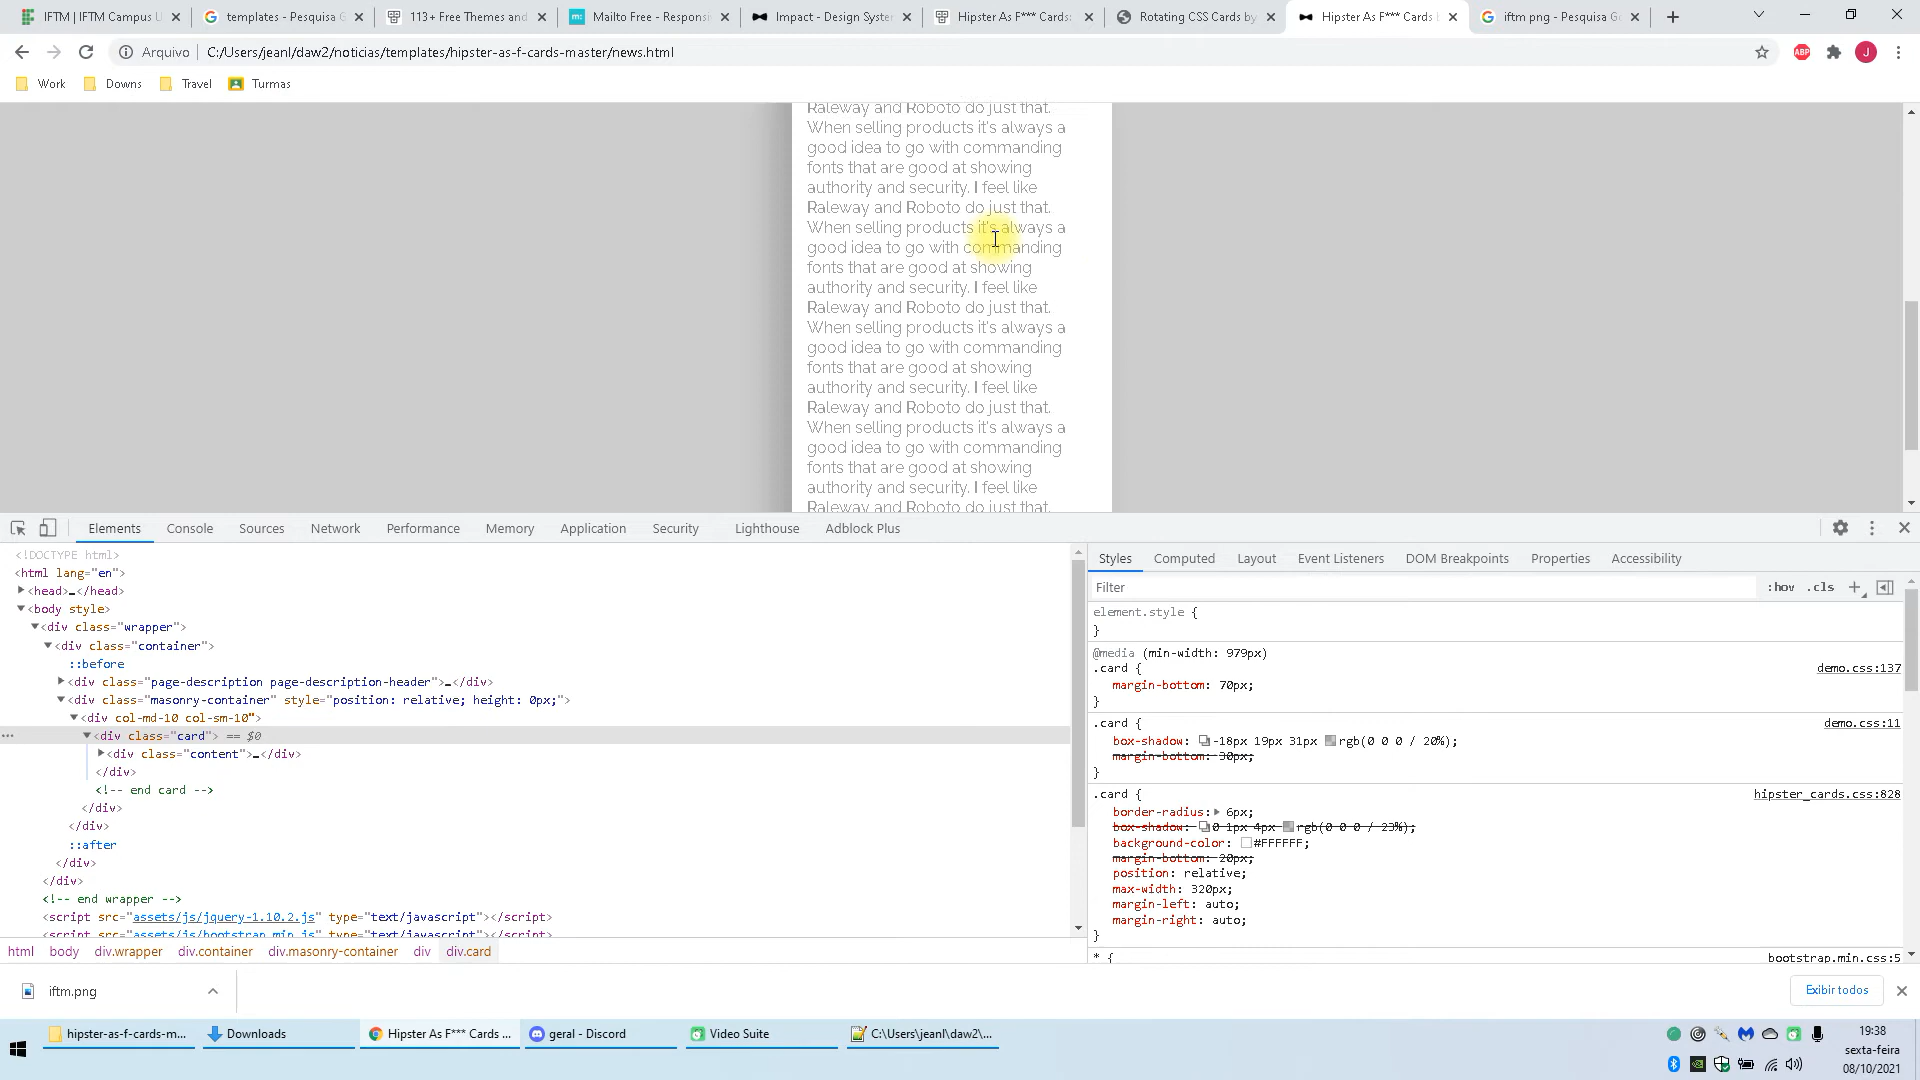 IFTM | IFTM Campus U
templates - Pesquisa G
113+ Free Themes and
Mailto Free - Responsi
Impact - Design Syste
Hipster As F*** Cards:
Rotating CSS Cards by
Hipster As F*** Cards
iftm png - Pesquisa G
Arquivo
C:/Users/jeanl/daw2/noticias/templates/hipster-as-f-cards-master/news.html
ABP
J
Work
Downs
Travel
Turmas
Raleway and Roboto do just that.
When selling products it's always a
good idea to go with commanding
fonts that are good at showing
authority and security. I feel like
Raleway and Roboto do just that.
When selling products it's always a
good idea to go with commanding
fonts that are good at showing
authority and security. I feel like
Raleway and Roboto do just that.
When selling products it's always a
good idea to go with commanding
fonts that are good at showing
authority and security. I feel like
Raleway and Roboto do just that.
When selling products it's always a
good idea to go with commanding
fonts that are good at showing
authority and security. I feel like
Raleway and Roboto do just that.
Elements Console Sources Network Performance Memory Application Security Lighthouse Adblock Plus
<!DOCTYPE html>
<html lang="en">
<head>…</head>
<body style>
<div class="wrapper">
<div class="container">
::before
<div class="page-description page-description-header">…</div>
<div class="masonry-container" style="position: relative; height: 0px;">
<div col-md-10 col-sm-10">
<div class="card"> == $0
<div class="content">…</div>
</div>
<!-- end card -->
</div>
</div>
::after
</div>
</div>
<!-- end wrapper -->
<script src="assets/js/jquery-1.10.2.js" type="text/javascript"></script>
<script src="assets/js/bootstrap.min.js" type="text/javascript"></script>
html body div.wrapper div.container div.masonry-container div div.card
Styles Computed Layout Event Listeners DOM Breakpoints Properties Accessibility
Filter
:hov .cls
element.style {
}
@media (min-width: 979px)
.card {
demo.css:137
margin-bottom: 70px;
}
.card {
demo.css:11
box-shadow: -18px 19px 31px rgb(0 0 0 / 20%);
margin-bottom: 30px;
}
.card {
hipster_cards.css:828
border-radius: 6px;
box-shadow: 0 1px 4px rgb(0 0 0 / 23%);
background-color: #FFFFFF;
margin-bottom: 20px;
position: relative;
max-width: 320px;
margin-left: auto;
margin-right: auto;
}
* {
bootstrap.min.css:5
iftm.png
Exibir todos
hipster-as-f-cards-m...
Downloads
Hipster As F*** Cards ...
geral - Discord
Video Suite
C:\Users\jeanl\daw2\...
19:38
sexta-feira
08/10/2021